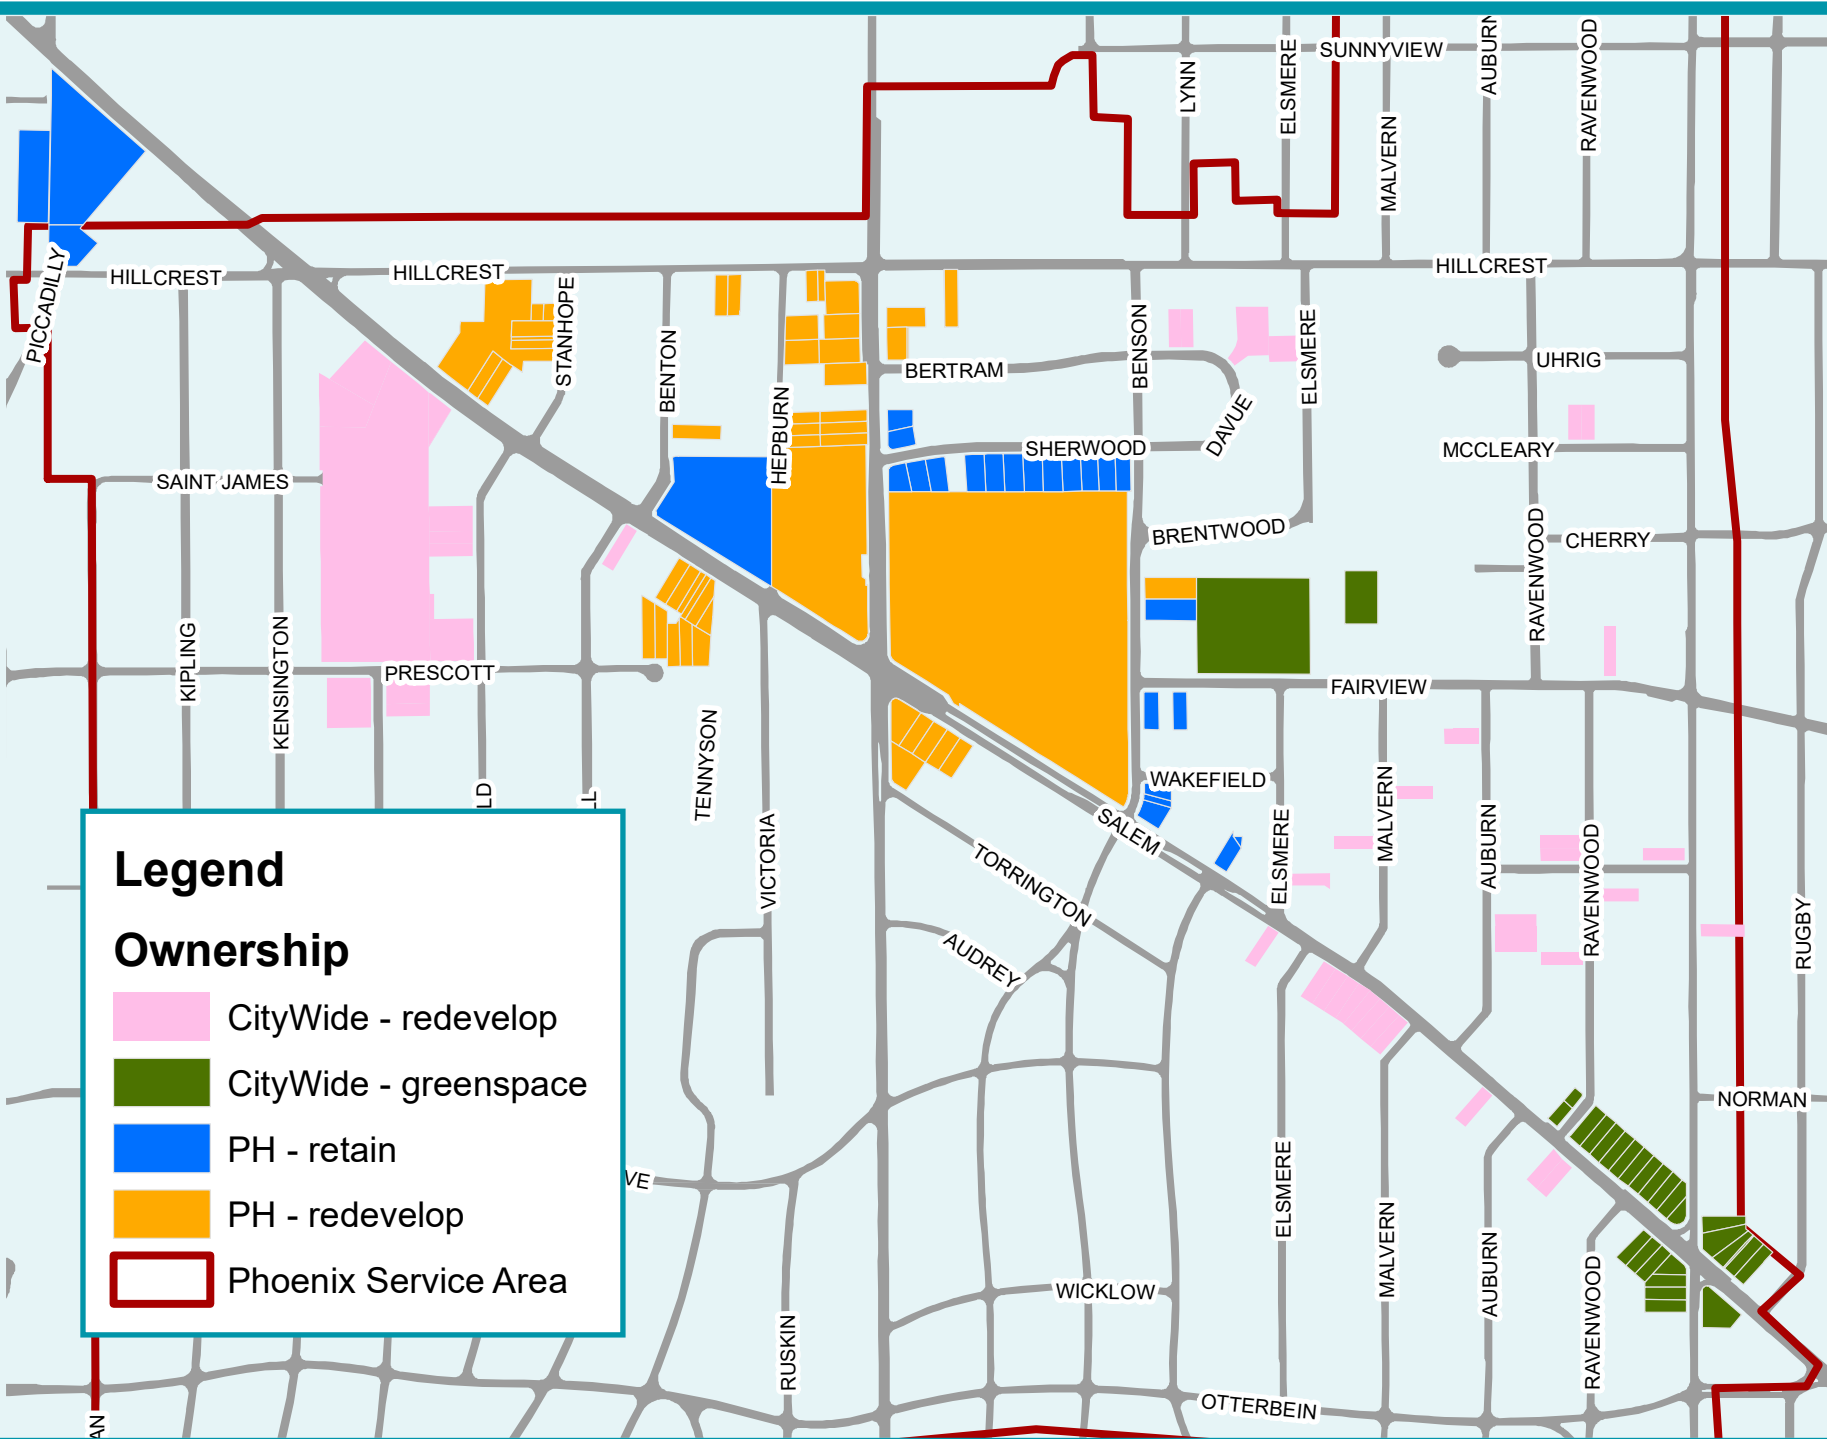 SUNNYVIEW
LYNN
ELSMERE
MALVERN
AUBURN
RAVENWOOD
PICCADILLY
HILLCREST
HILLCREST
HILLCREST
STANHOPE
BENTON
HEPBURN
BERTRAM
BENSON
ELSMERE
UHRIG
DAVUE
SHERWOOD
MCCLEARY
SAINT JAMES
BRENTWOOD
RAVENWOOD
CHERRY
KIPLING
KENSINGTON
PRESCOTT
FAIRVIEW
TENNYSON
WAKEFIELD
LD
LL
VICTORIA
SALEM
ELSMERE
MALVERN
AUBURN
RAVENWOOD
TORRINGTON
AUDREY
RUGBY
NORMAN
Legend
Ownership
CityWide - redevelop
CityWide - greenspace
PH - retain
PH - redevelop
Phoenix Service Area
VE
ELSMERE
MALVERN
AUBURN
RAVENWOOD
WICKLOW
RUSKIN
OTTERBEIN
AN